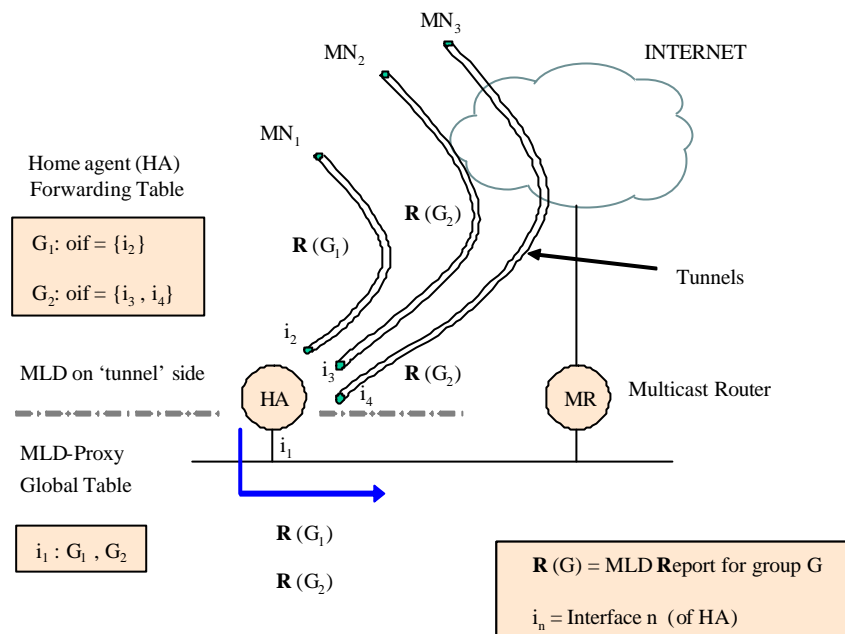 MN₃
MN₂
INTERNET
MN₁
Home agent (HA)
Forwarding Table
R (G₂)
G₁: oif = {i₂}
R (G₁)
Tunnels
G₂: oif = {i₃ , i₄}
i₂
i₃
MLD on ‘tunnel’ side
R (G₂)
i₄
HA
MR
Multicast Router
i₁
MLD-Proxy
Global Table
i₁ : G₁ , G₂
R (G₁)
R (G₂)
R (G) = MLD Report for group G
iₙ = Interface n (of HA)